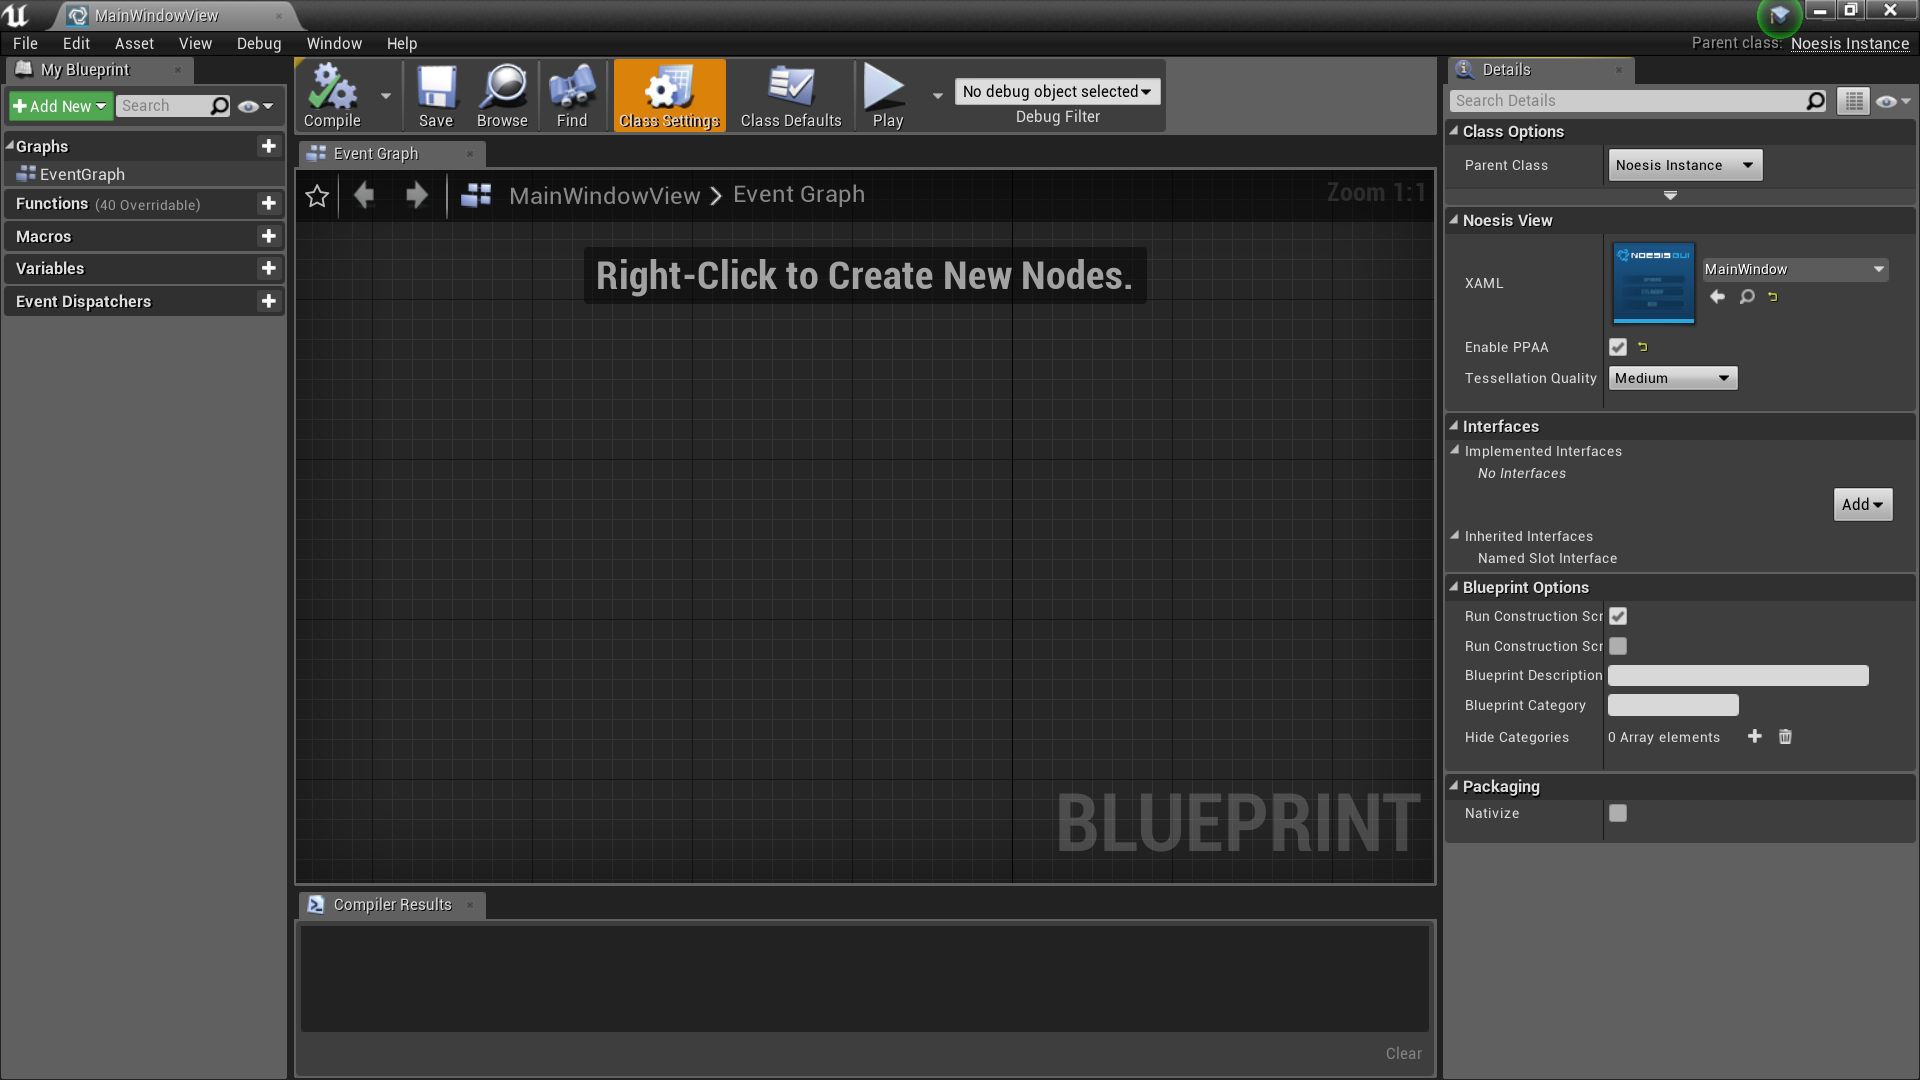 MainWindowView
File Edit Asset View Debug Window Help
Parent class: Noesis Instance
My Blueprint
Add New Search
Graphs
EventGraph
Functions (40 Overridable)
Macros
Variables
Event Dispatchers
Compile Save Browse Find Class Settings Class Defaults Play
No debug object selected
Debug Filter
Event Graph
MainWindowView > Event Graph
Zoom 1:1
Right-Click to Create New Nodes.
BLUEPRINT
Compiler Results
Clear
Details
Search Details
Class Options
Parent Class Noesis Instance
Noesis View
XAML
NOESISGUI
MainWindow
Enable PPAA
Tessellation Quality Medium
Interfaces
Implemented Interfaces
No Interfaces
Add
Inherited Interfaces
Named Slot Interface
Blueprint Options
Run Construction Scr
Run Construction Scr
Blueprint Description
Blueprint Category
Hide Categories 0 Array elements
Packaging
Nativize